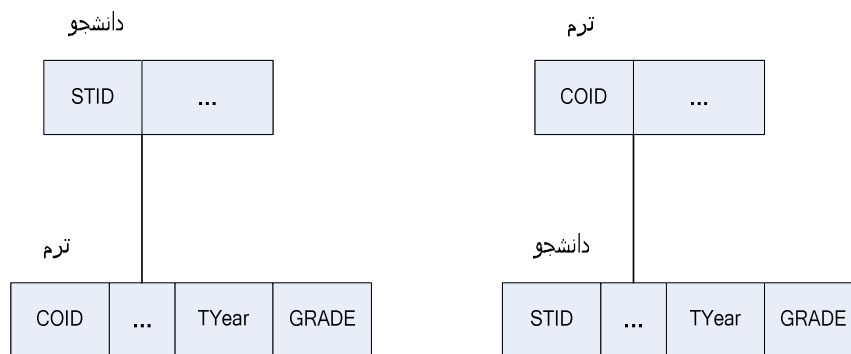 دانشجو
STID ...
ترم
COID ... TYear GRADE
ترم
COID ...
دانشجو
STID ... TYear GRADE